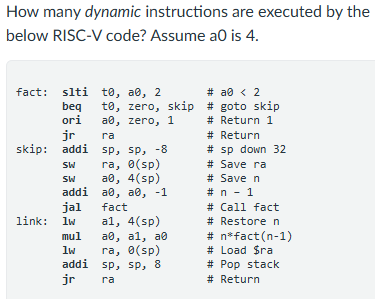 How many dynamic instructions are executed by the
below RISC-V code? Assume a0 is 4.
fact: slti t0, a0, 2 # a0 < 2
beq t0, zero, skip # goto skip
ori a0, zero, 1 # Return 1
jr ra # Return
skip: addi sp, sp, -8 # sp down 32
sw ra, 0(sp) # Save ra
sw a0, 4(sp) # Save n
addi a0, a0, -1 # n - 1
jal fact # Call fact
link: lw a1, 4(sp) # Restore n
mul a0, a1, a0 # n*fact(n-1)
lw ra, 0(sp) # Load $ra
addi sp, sp, 8 # Pop stack
jr ra # Return